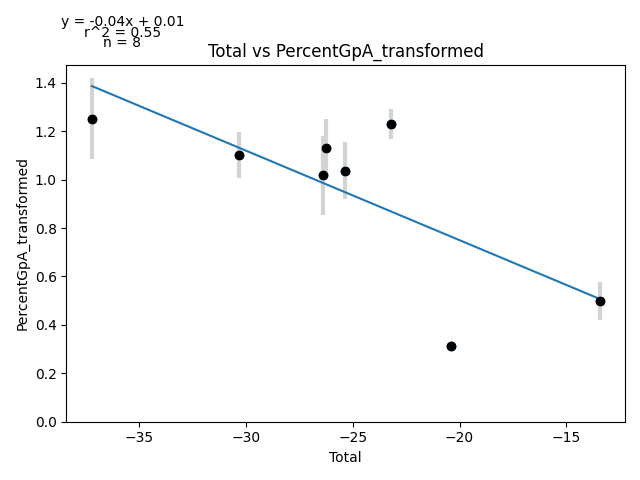 y = -0.04x + 0.01
r^2 = 0.55
n = 8
Total vs PercentGpA_transformed
PercentGpA_transformed
1.4
1.2
1.0
0.8
0.6
0.4
0.2
0.0
−35 −30 −25 −20 −15
Total